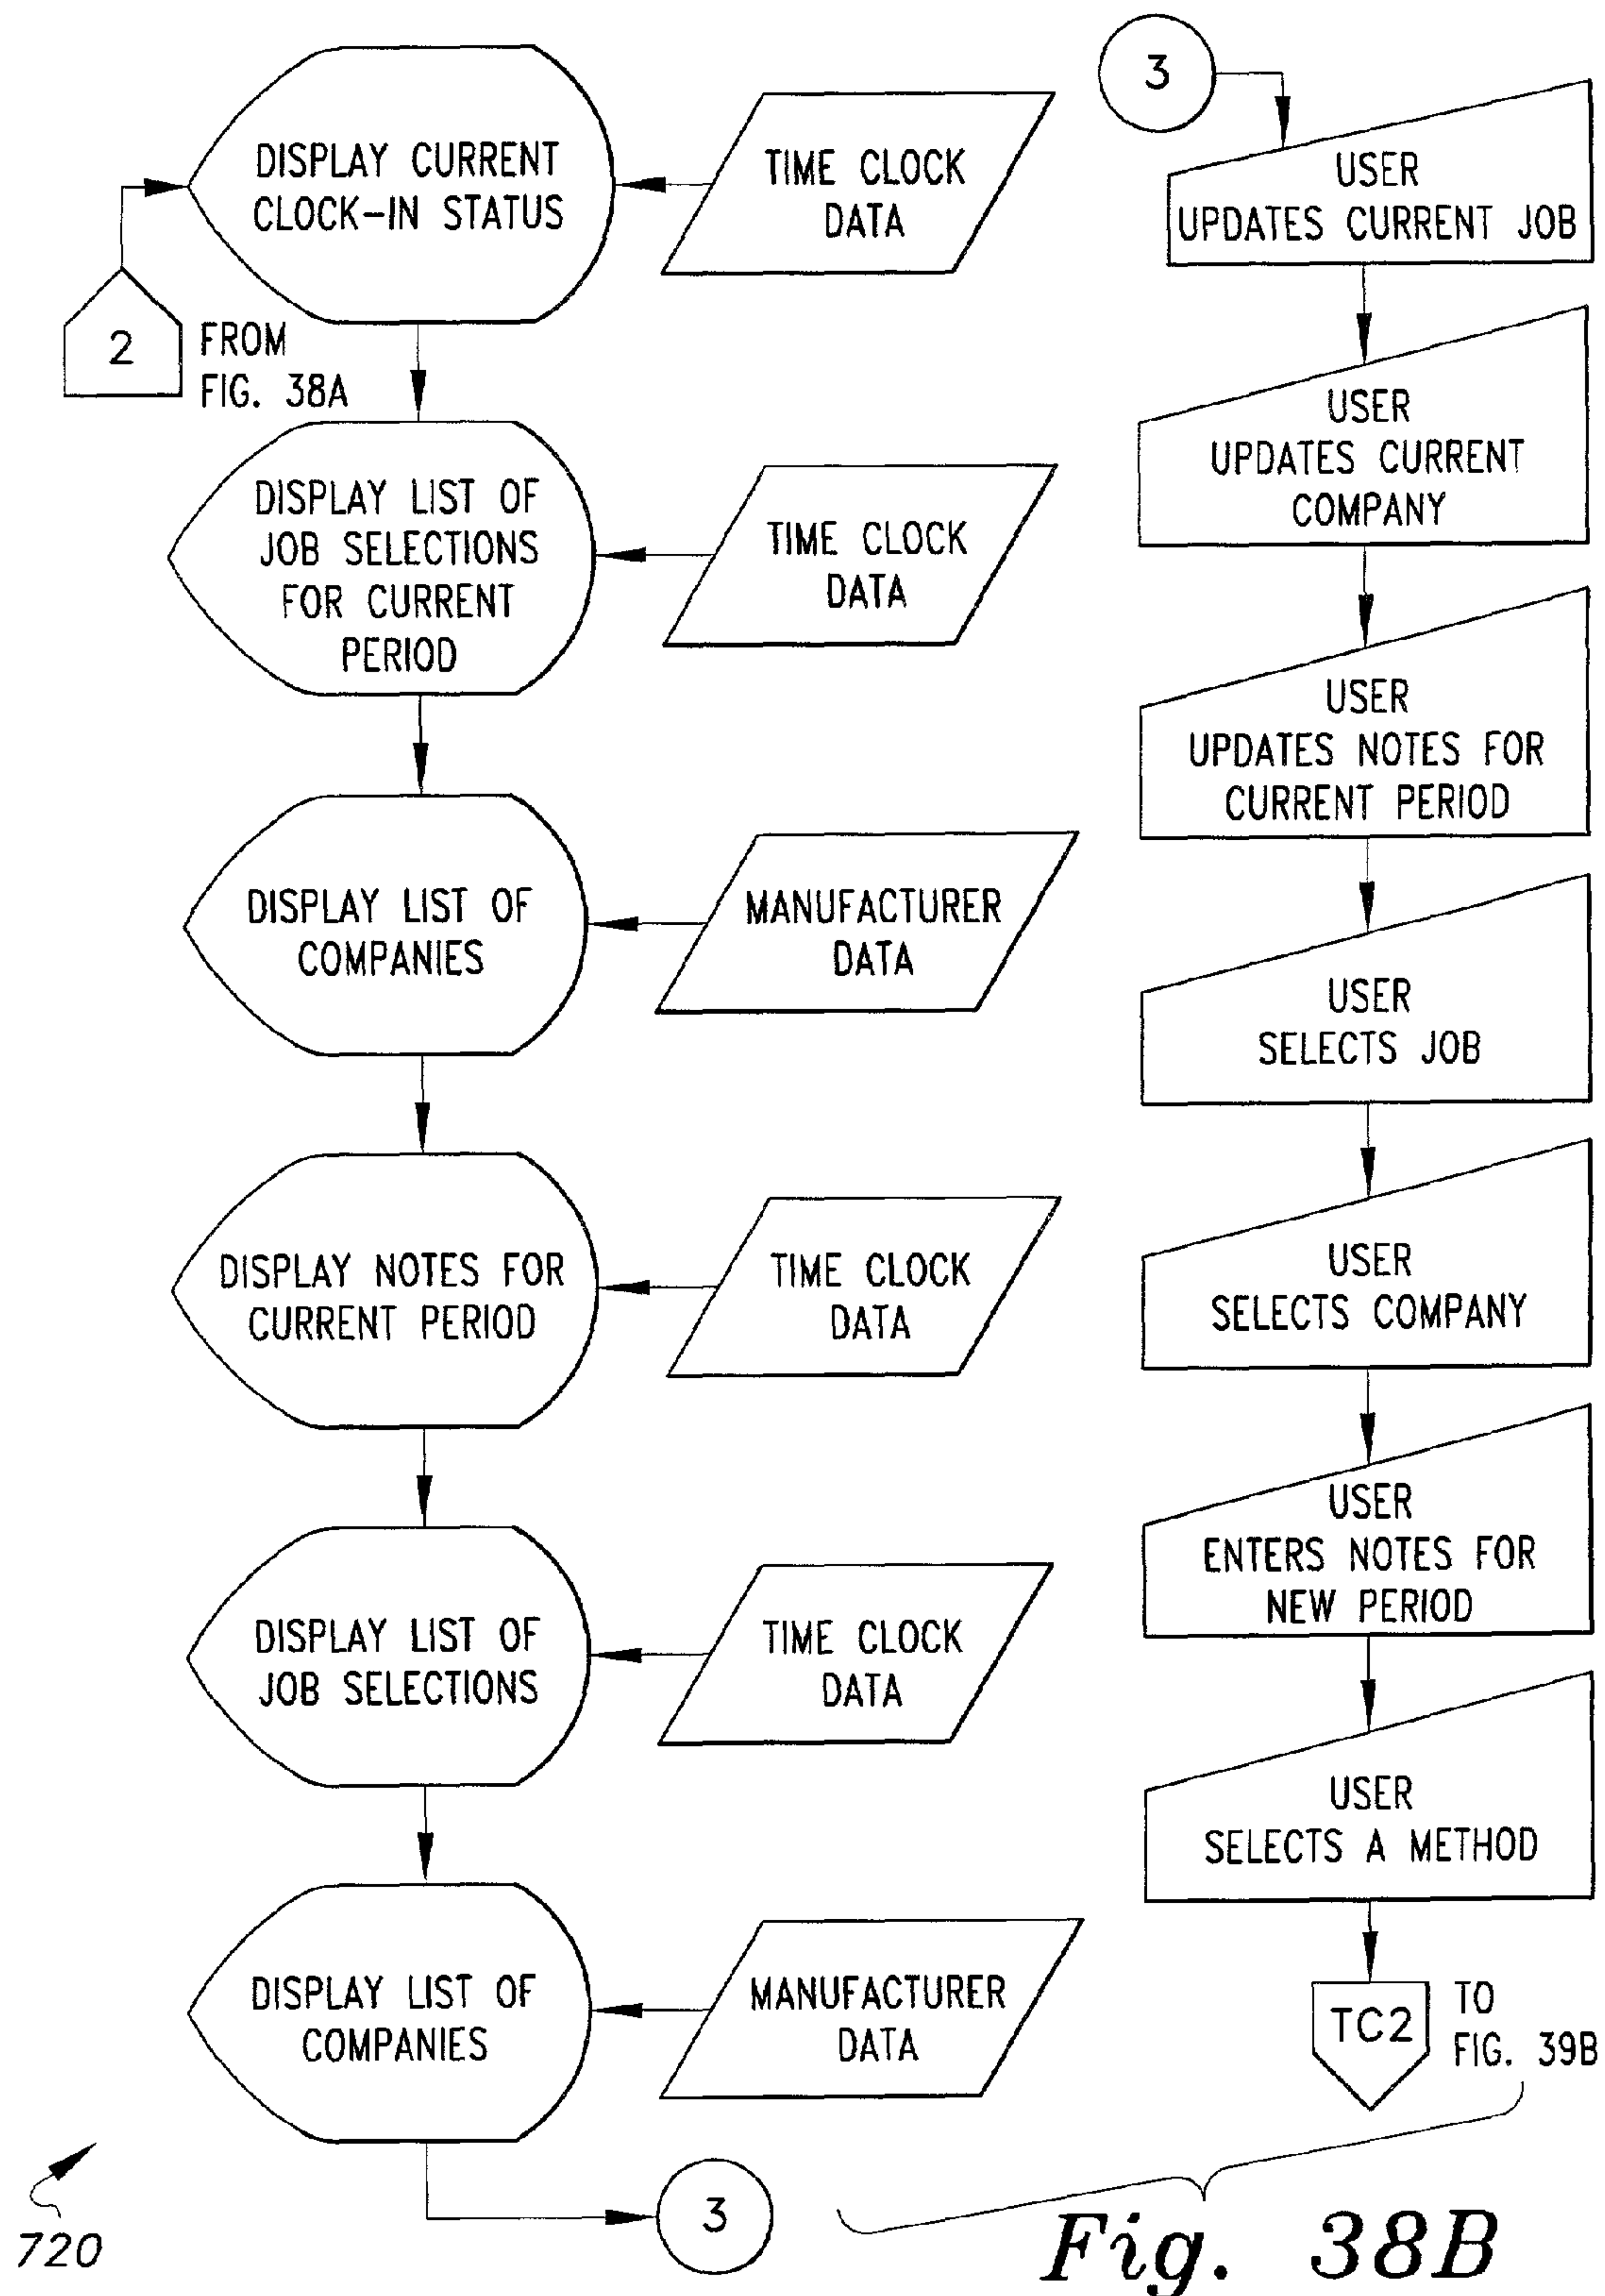 DISPLAY CURRENT
CLOCK-IN STATUS
TIME CLOCK
DATA
2
FROM
FIG. 38A
DISPLAY LIST OF
JOB SELECTIONS
FOR CURRENT
PERIOD
TIME CLOCK
DATA
DISPLAY LIST OF
COMPANIES
MANUFACTURER
DATA
DISPLAY NOTES FOR
CURRENT PERIOD
TIME CLOCK
DATA
DISPLAY LIST OF
JOB SELECTIONS
TIME CLOCK
DATA
DISPLAY LIST OF
COMPANIES
MANUFACTURER
DATA
3
720
3
USER
UPDATES CURRENT JOB
USER
UPDATES CURRENT
COMPANY
USER
UPDATES NOTES FOR
CURRENT PERIOD
USER
SELECTS JOB
USER
SELECTS COMPANY
USER
ENTERS NOTES FOR
NEW PERIOD
USER
SELECTS A METHOD
TC2
TO
FIG. 39B
Fig. 38B